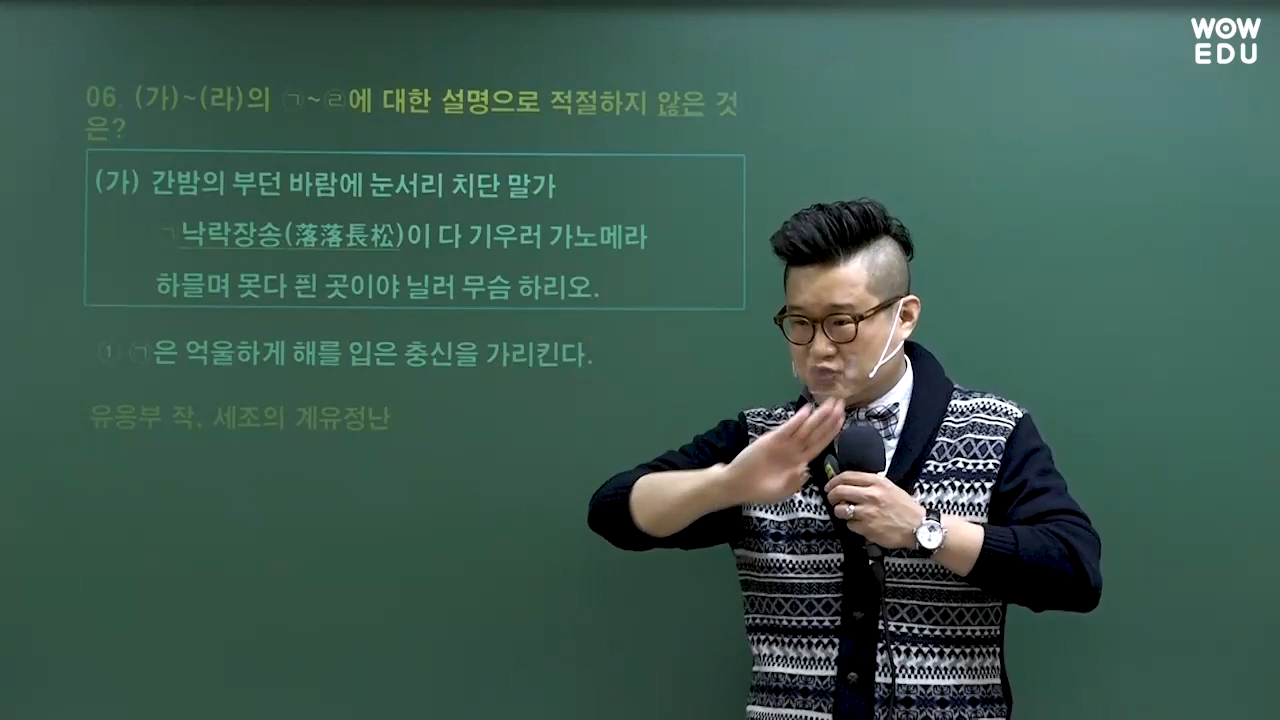 WOW
EDU
06. (가)~(라)의 ㉠~㉣에 대한 설명으로 적절하지 않은 것
은?
(가) 간밤의 부던 바람에 눈서리 치단 말가
㉠낙락장송(落落長松)이 다 기우러 가노메라
하믈며 못다 픤 곳이야 닐러 무슴 하리오.
① ㉠은 억울하게 해를 입은 충신을 가리킨다.
유응부 작, 세조의 계유정난